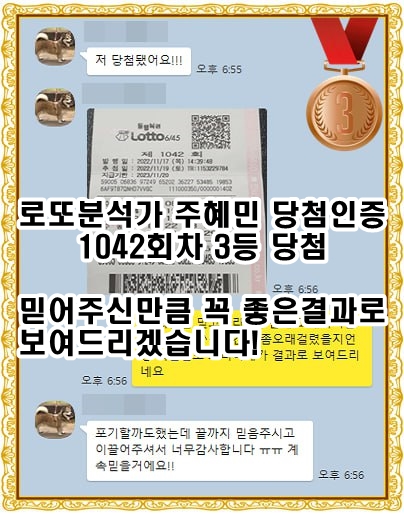 저 당첨됐어요!!!
오후 6:55
3
동행복권
Lotto 6/45
제 1042 회
발 행 일 : 2022/11/17 (목) 14:39:48
추 첨 일 : 2022/11/19 (토)
지급기한 : 2023/11/20
로또분석가 주혜민 당첨인증
1042회차 3등 당첨
오후 6:56
믿어주신만큼 꼭 좋은결과로
보여드리겠습니다!
좀오래걸렸을지언
결과로 보여드리
네요
오후 6:56
포기할까도했는데 끝까지 믿음주시고
이끌어주셔서 너무감사합니다 ㅠㅠ 계
속믿을거에요!!
오후 6:56